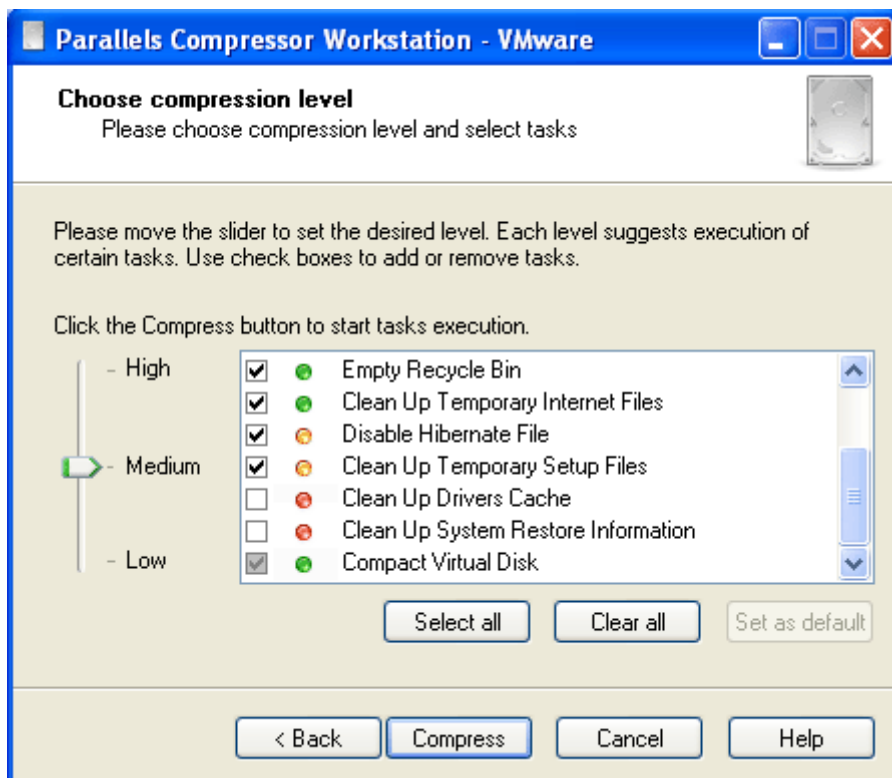 Parallels Compressor Workstation - VMware
Choose compression level
Please choose compression level and select tasks
Please move the slider to set the desired level. Each level suggests execution of
certain tasks. Use check boxes to add or remove tasks.
Click the Compress button to start tasks execution.
High
Medium
Low
Empty Recycle Bin
Clean Up Temporary Internet Files
Disable Hibernate File
Clean Up Temporary Setup Files
Clean Up Drivers Cache
Clean Up System Restore Information
Compact Virtual Disk
Select all
Clear all
Set as default
< Back
Compress
Cancel
Help